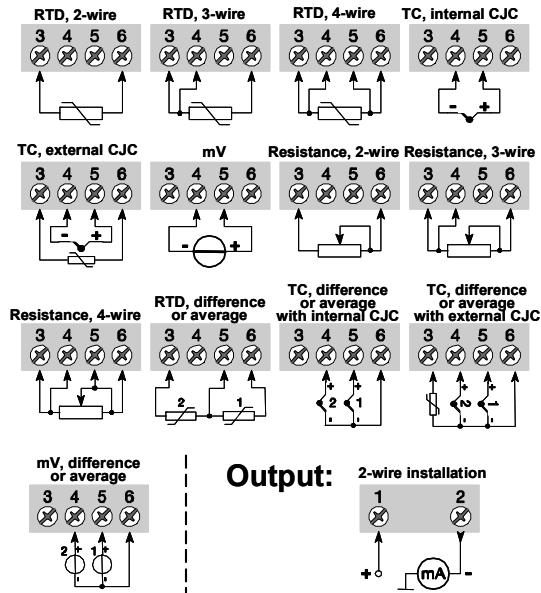 RTD, 2-wire
3 4 5 6
RTD, 3-wire
3 4 5 6
RTD, 4-wire
3 4 5 6
TC, internal CJC
3 4 5 6
- +
TC, external CJC
3 4 5 6
- +
mV
3 4 5 6
- +
Resistance, 2-wire
3 4 5 6
Resistance, 3-wire
3 4 5 6
Resistance, 4-wire
3 4 5 6
RTD, difference
or average
3 4 5 6
2 1
TC, difference
or average
with internal CJC
3 4 5 6
+ +
2 1
- -
TC, difference
or average
with external CJC
3 4 5 6
+ +
2 1
- -
mV, difference
or average
3 4 5 6
2 + 1 +
- -
Output:
2-wire installation
1 2
+ mA -